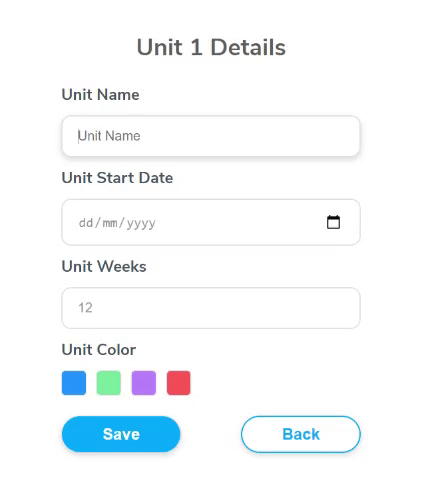 Unit 1 Details
Unit Name
Unit Name
Unit Start Date
dd/mm/yyyy
Unit Weeks
12
Unit Color
Save Back